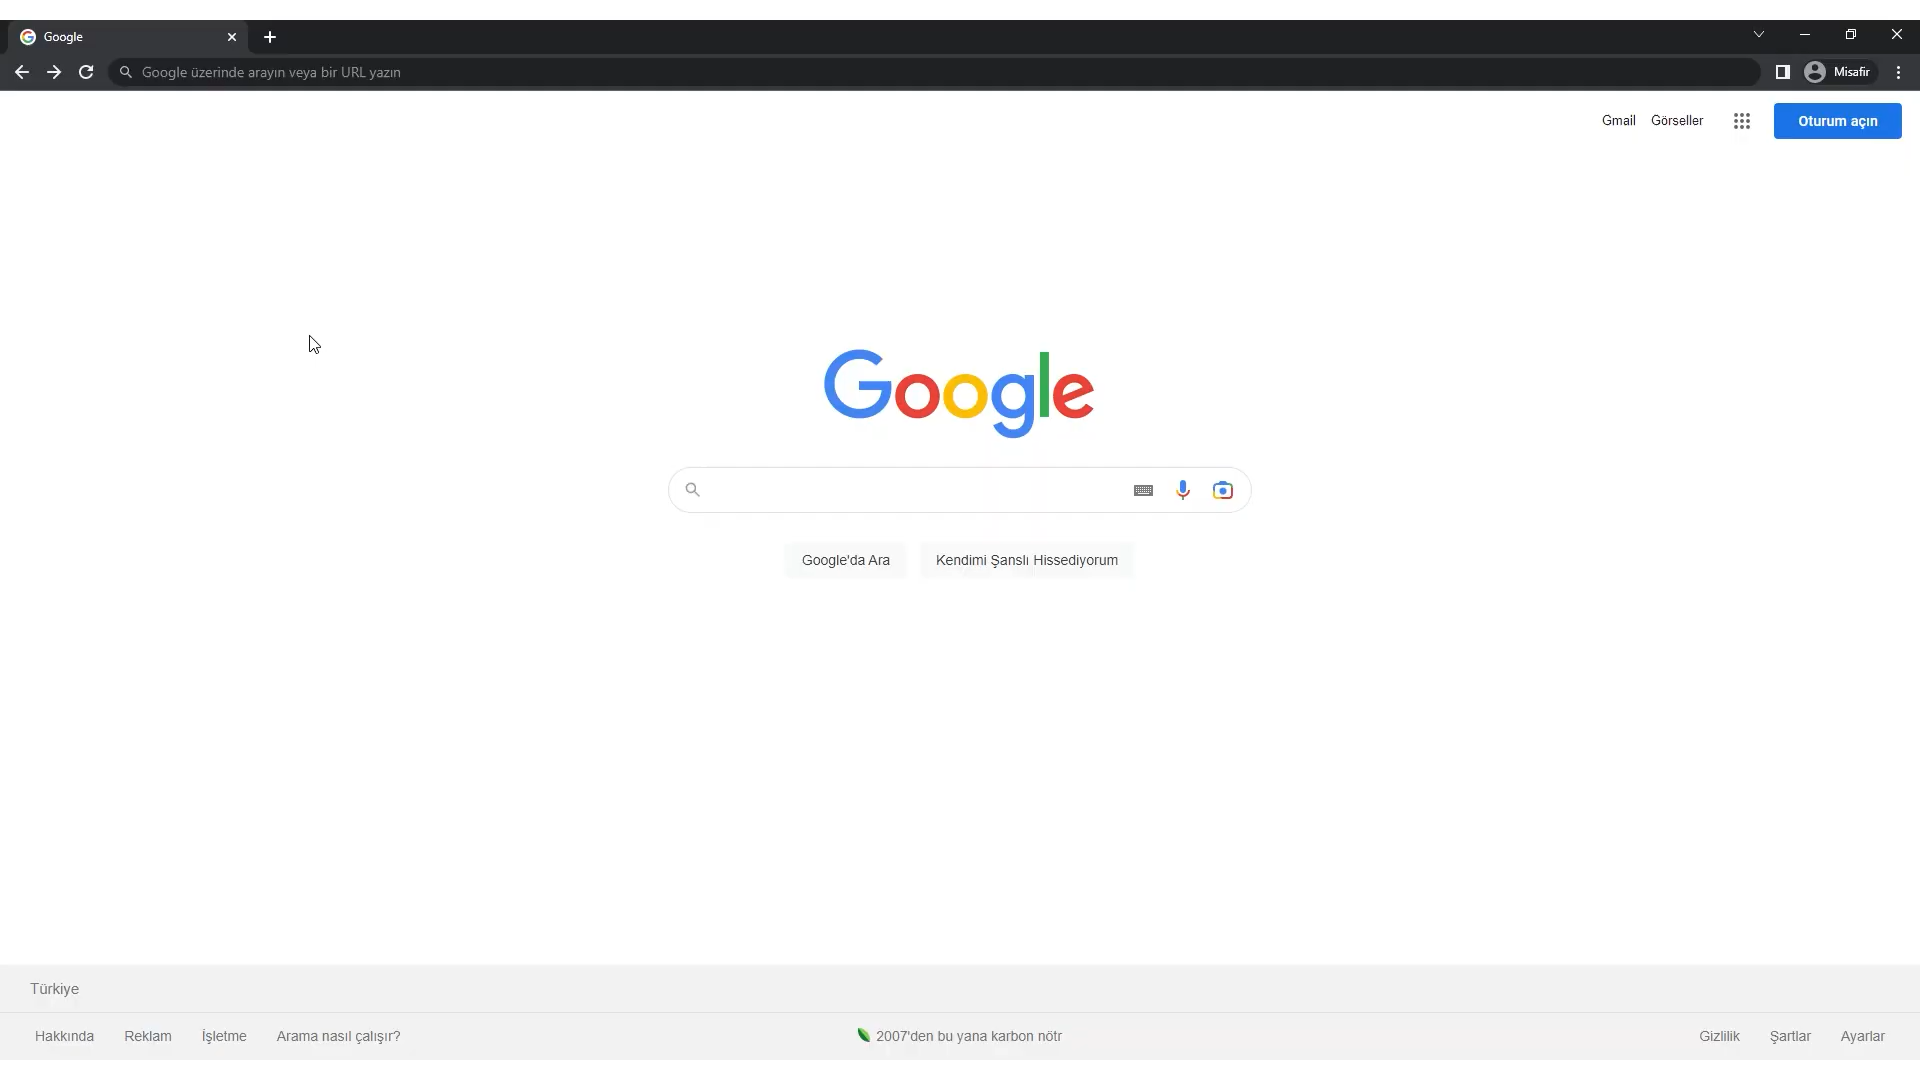 Google
Google üzerinde arayın veya bir URL yazın
Misafir
Gmail Görseller
Oturum açın
Google
Google'da Ara
Kendimi Şanslı Hissediyorum
Türkiye
Hakkında Reklam İşletme Arama nasıl çalışır?
2007'den bu yana karbon nötr
Gizlilik Şartlar Ayarlar